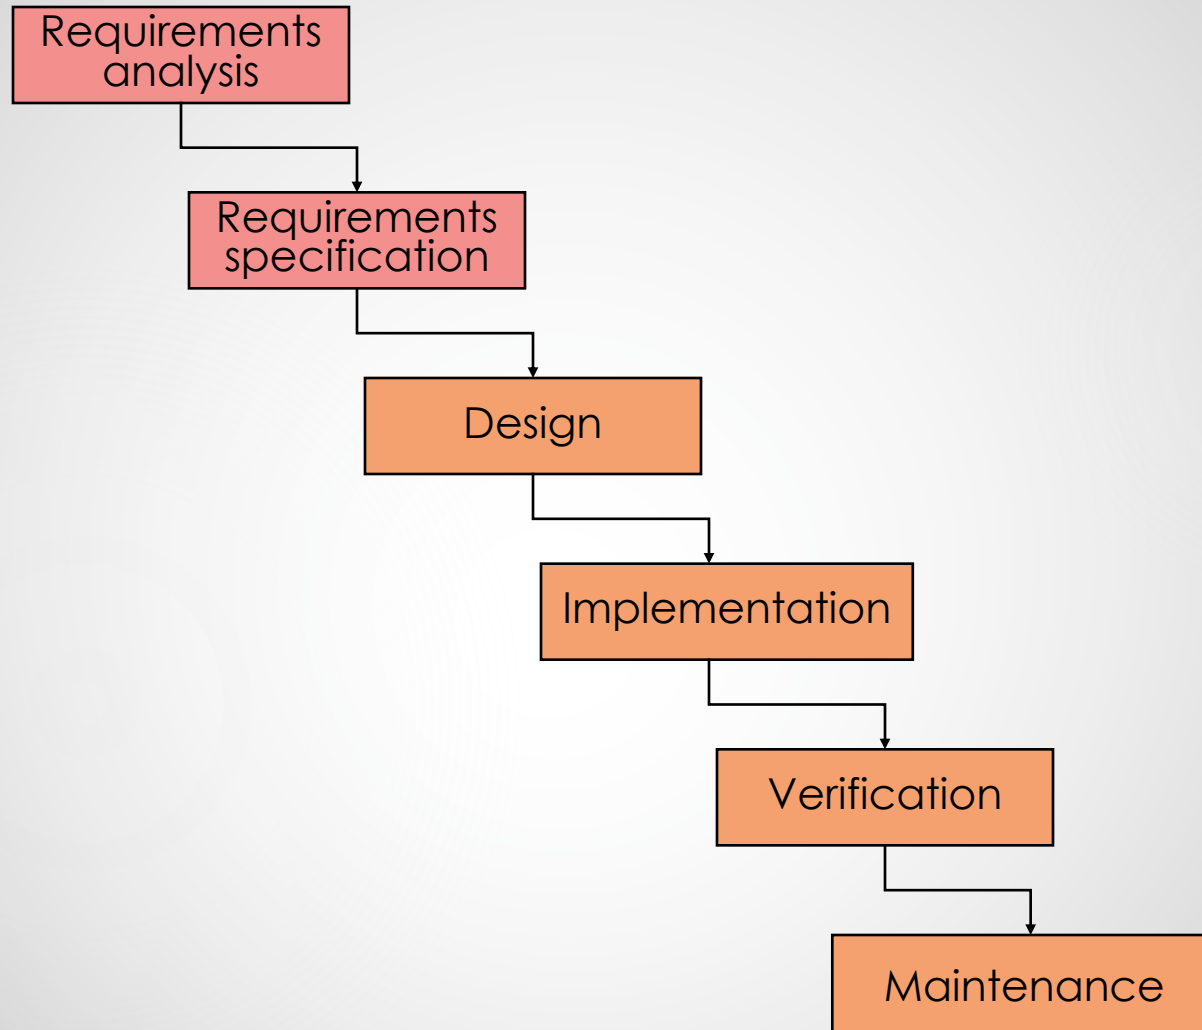 Requirements
analysis
Requirements
specification
Design
Implementation
Verification
Maintenance